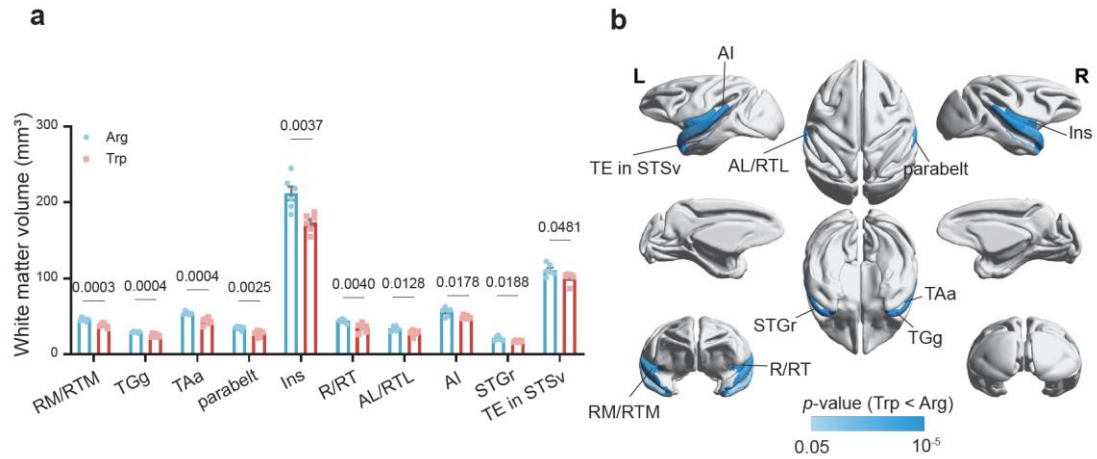 a
White matter volume (mm³)
300
200
100
0
Arg
Trp
0.0003
0.0004
0.0004
0.0025
0.0037
0.0040
0.0128
0.0178
0.0188
0.0481
RM/RTM
TGg
TAa
parabelt
Ins
R/RT
AL/RTL
AI
STGr
TE in STSv
b
L
R
AI
TE in STSv
AL/RTL
Ins
parabelt
STGr
TAa
TGg
RM/RTM
R/RT
p-value (Trp < Arg)
0.05
10⁻⁵